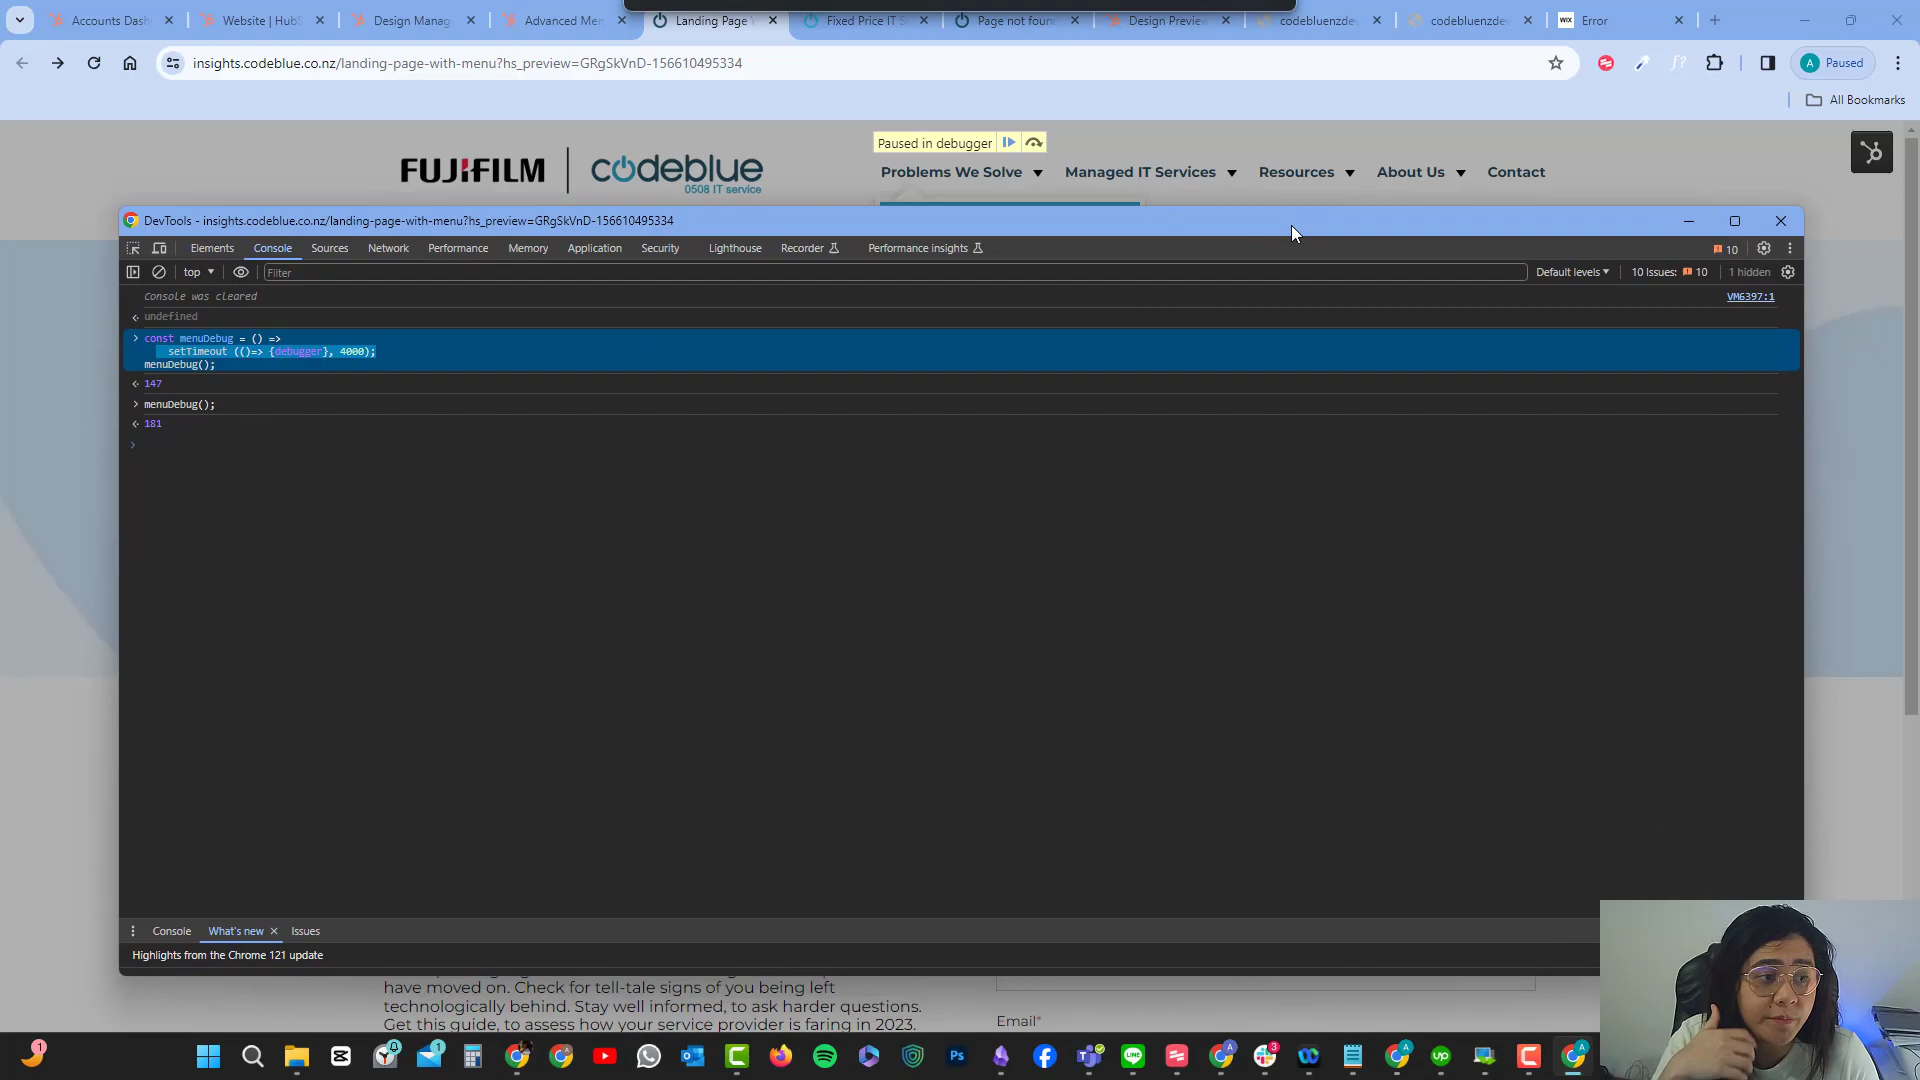 Accounts Das
Website | HubS
Design Manag
Advanced Men
Landing Page
Fixed Price IT S
Page not foun
Design Preview
codebluenzdev
codebluenzdev
WIX
Error
insights.codeblue.co.nz/landing-page-with-menu?hs_preview=GRgSkVnD-156610495334
f?
A
Paused
All Bookmarks
FUJIFILM
codeblue
0508 IT service
Paused in debugger
Problems We Solve
Managed IT Services
Resources
About Us
Contact
DevTools - insights.codeblue.co.nz/landing-page-with-menu?hs_preview=GRgSkVnD-156610495334
Elements
Console
Sources
Network
Performance
Memory
Application
Security
Lighthouse
Recorder
Performance insights
10
top
Filter
Default levels
10 Issues:
10
1 hidden
Console was cleared
VM6397:1
undefined
const menuDebug = () =>
setTimeout (()=> {debugger}, 4000);
menuDebug();
147
menuDebug();
181
Console
What's new
Issues
Highlights from the Chrome 121 update
have moved on. Check for tell-tale signs of you being left
technologically behind. Stay well informed, to ask harder questions.
Get this guide, to assess how your service provider is faring in 2023.
Email*